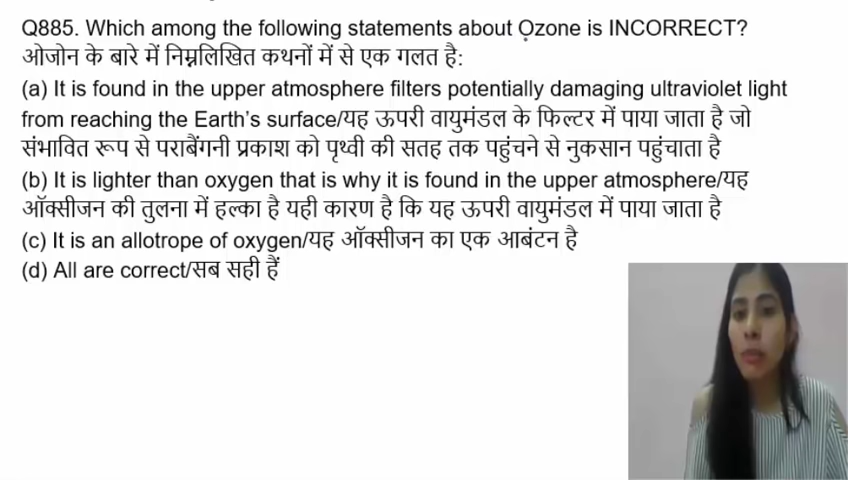 Q885. Which among the following statements about Ozone is INCORRECT?
ओजोन के बारे में निम्नलिखित कथनों में से एक गलत है:
(a) It is found in the upper atmosphere filters potentially damaging ultraviolet light
from reaching the Earth's surface/यह ऊपरी वायुमंडल के फिल्टर में पाया जाता है जो
संभावित रूप से पराबैंगनी प्रकाश को पृथ्वी की सतह तक पहुंचने से नुकसान पहुंचाता है
(b) It is lighter than oxygen that is why it is found in the upper atmosphere/यह
ऑक्सीजन की तुलना में हल्का है यही कारण है कि यह ऊपरी वायुमंडल में पाया जाता है
(c) It is an allotrope of oxygen/यह ऑक्सीजन का एक आबंटन है
(d) All are correct/सब सही हैं